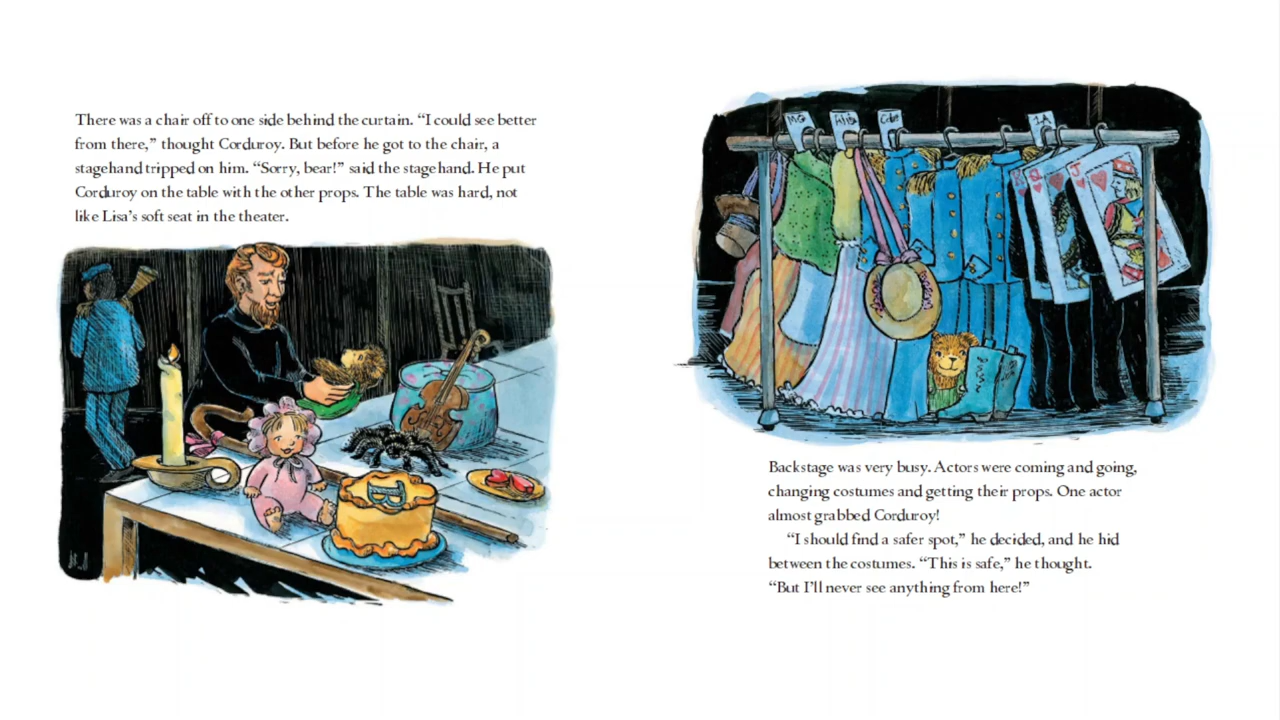 There was a chair off to one side behind the curtain. “I could see better
from there,” thought Corduroy. But before he got to the chair, a
stagehand tripped on him. “Sorry, bear!” said the stagehand. He put
Corduroy on the table with the other props. The table was hard, not
like Lisa’s soft seat in the theater.
B
MG
1A
Q
J
Backstage was very busy. Actors were coming and going,
changing costumes and getting their props. One actor
almost grabbed Corduroy!
“I should find a safer spot,” he decided, and he hid
between the costumes. “This is safe,” he thought.
“But I’ll never see anything from here!”